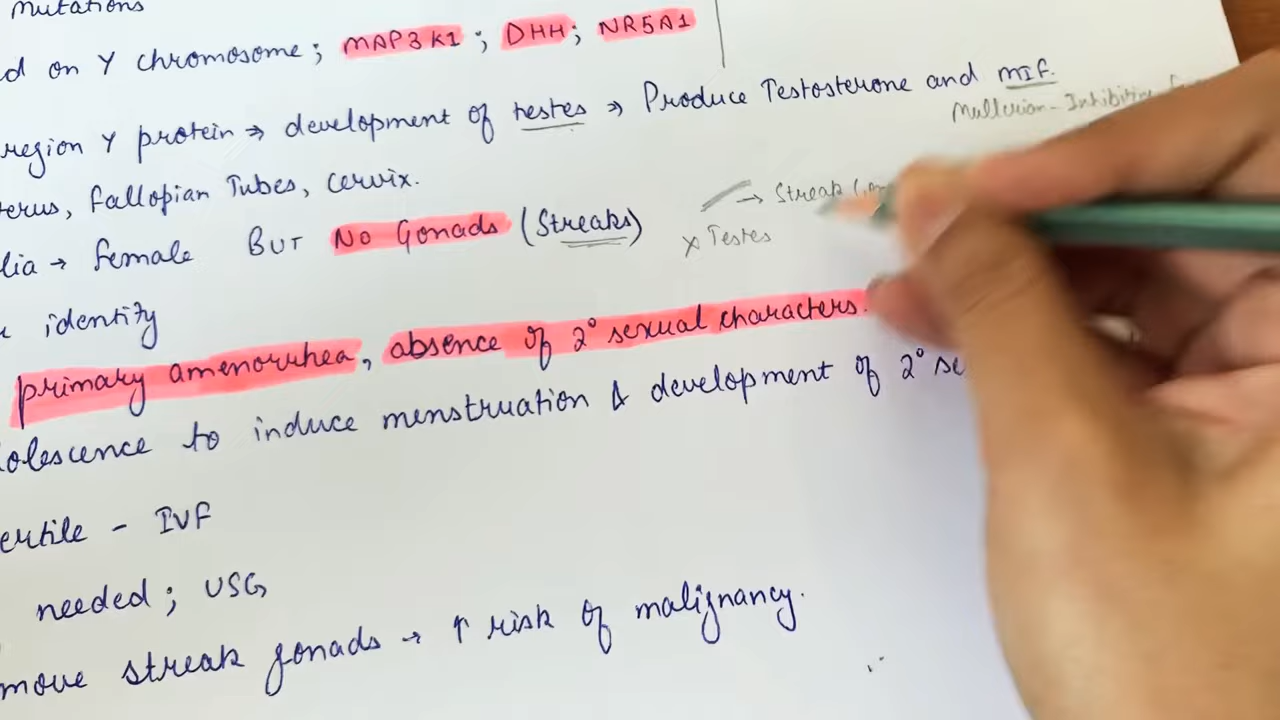 mutations
d on Y chromosome; MAP3K1; DHH; NR5A1
region Y protein → development of testes → Produce Testosterone and MIF.
Mullerian-Inhibiting
terus, fallopian Tubes, cervix.
→ Streak (
lia → female BUT No Gonads (Streaks)
x Testes
identity
primary amenorrhea, absence of 2° sexual characters.
olescence to induce menstruation & development of 2° se
ertile - IVF
needed; USG
move streak gonads → ↑ risk of malignancy.